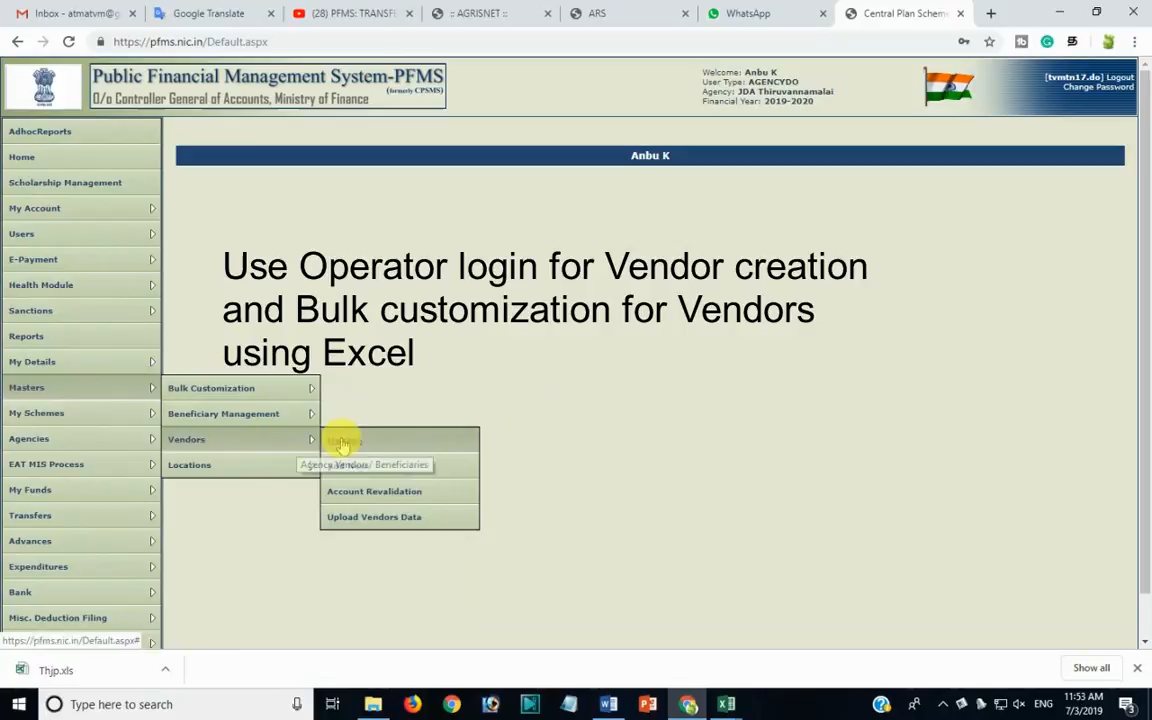 Inbox - atmatvm@g
Google Translate
(28) PFMS: TRANSF
:: AGRISNET ::
ARS
WhatsApp
Central Plan Schem
https://pfms.nic.in/Default.aspx
Public Financial Management System-PFMS
(formerly CPSMS)
O/o Controller General of Accounts, Ministry of Finance
Welcome: Anbu K
User Type: AGENCYDO
Agency: JDA Thiruvannamalai
Financial Year: 2019-2020
[tvmtn17.do] Logout
Change Password
Anbu K
AdhocReports
Home
Scholarship Management
My Account
Users
E-Payment
Health Module
Sanctions
Reports
My Details
Masters
My Schemes
Agencies
EAT MIS Process
My Funds
Transfers
Advances
Expenditures
Bank
Misc. Deduction Filing
Use Operator login for Vendor creation
and Bulk customization for Vendors
using Excel
Bulk Customization
Beneficiary Management
Vendors
Locations
Agency Vendors/ Beneficiaries
Account Revalidation
Upload Vendors Data
https://pfms.nic.in/Default.aspx#
Thjp.xls
Show all
Type here to search
ENG
11:53 AM
7/3/2019
3